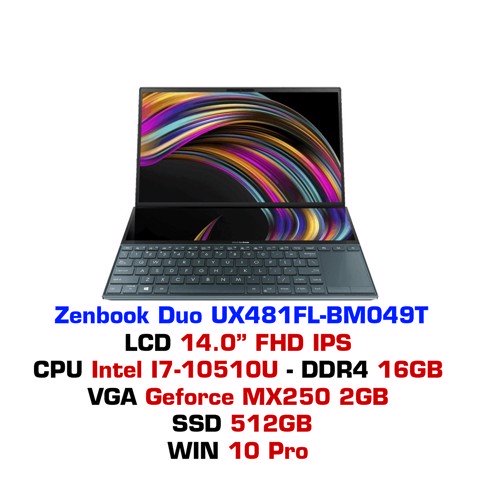 Zenbook Duo UX481FL-BM049T
LCD 14.0” FHD IPS
CPU Intel I7-10510U - DDR4 16GB
VGA Geforce MX250 2GB
SSD 512GB
WIN 10 Pro